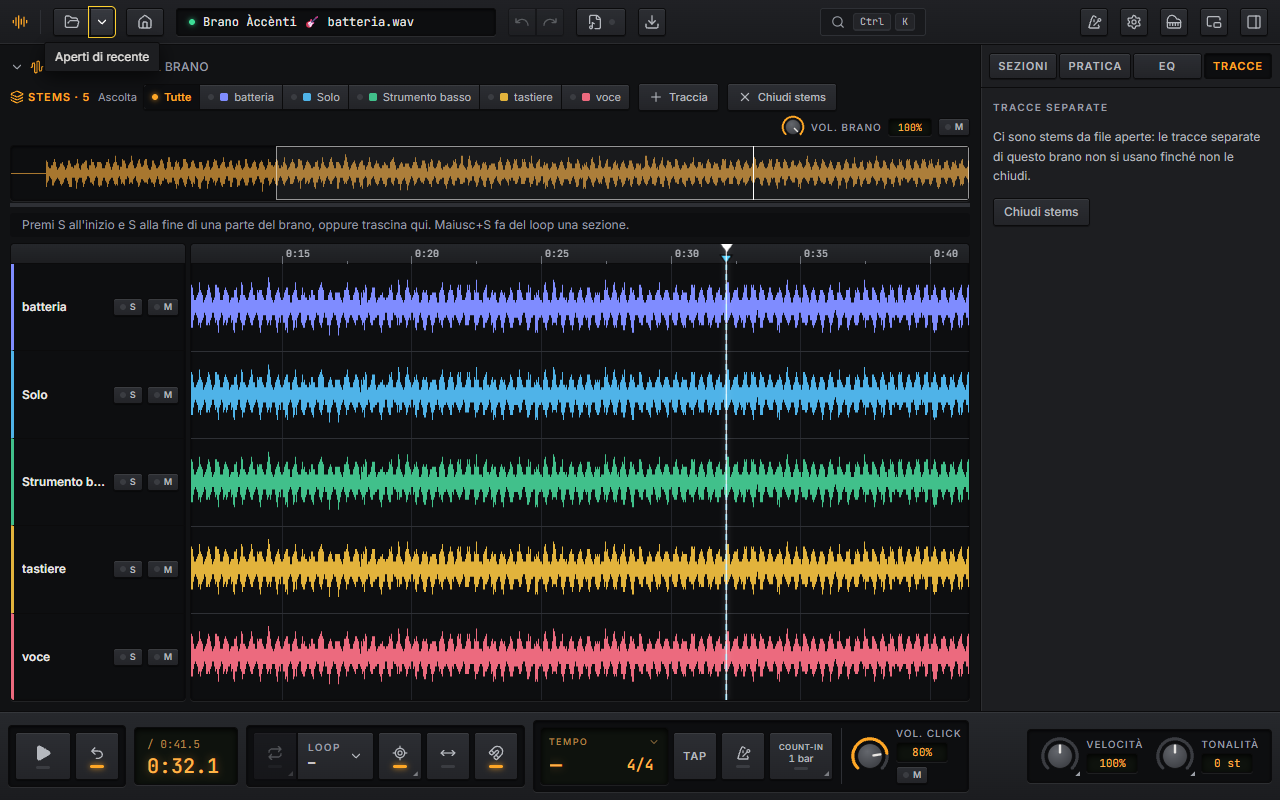 Brano Àccènti 🎸 batteria.wav
Ctrl K
Aperti di recente
BRANO
SEZIONI PRATICA EQ TRACCE
STEMS · 5 Ascolta Tutte batteria Solo Strumento basso tastiere voce + Traccia × Chiudi stems
VOL. BRANO 100% M
TRACCE SEPARATE
Ci sono stems da file aperte: le tracce separate
di questo brano non si usano finché non le
chiudi.
Chiudi stems
Premi S all'inizio e S alla fine di una parte del brano, oppure trascina qui. Maiusc+S fa del loop una sezione.
0:15 0:20 0:25 0:30 0:35 0:40
batteria S M
Solo S M
Strumento b... S M
tastiere S M
voce S M
/ 0:41.5
0:32.1
LOOP
–
TEMPO
– 4/4
TAP
COUNT-IN
1 bar
VOL. CLICK
80%
M
VELOCITÀ
100%
TONALITÀ
0 st